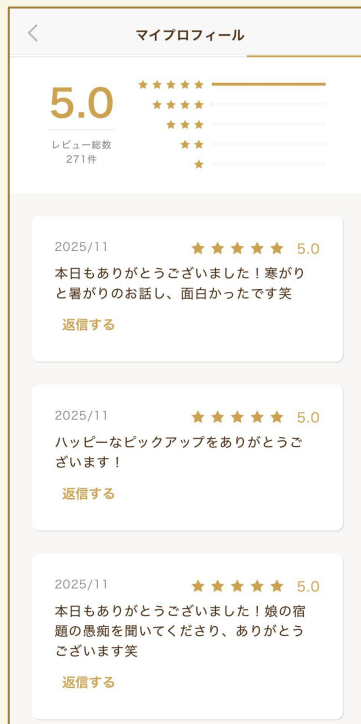 マイプロフィール
5.0
レビュー総数
271件
2025/11
★★★★★ 5.0
本日もありがとうございました！寒がり
と暑がりのお話し、面白かったです笑
返信する
2025/11
★★★★★ 5.0
ハッピーなピックアップをありがとうご
ざいます！
返信する
2025/11
★★★★★ 5.0
本日もありがとうございました！娘の宿
題の愚痴を聞いてくださり、ありがとう
ございます笑
返信する